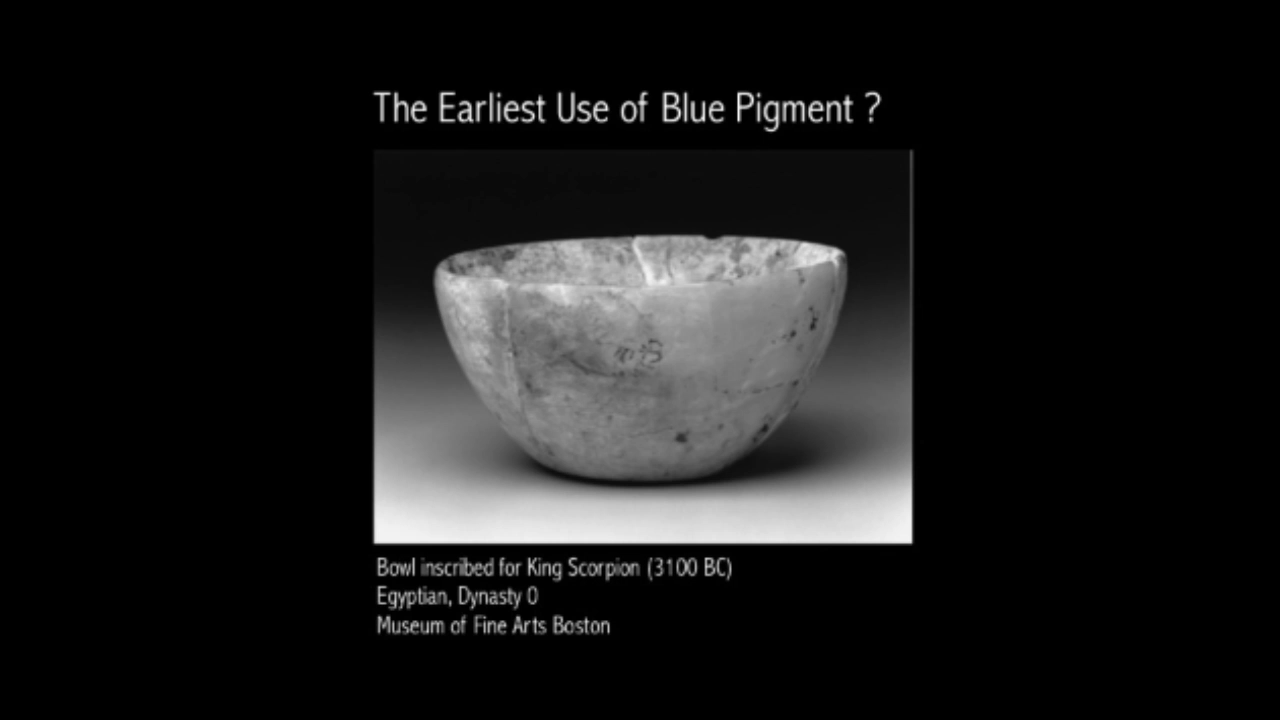 The Earliest Use of Blue Pigment ?
Bowl inscribed for King Scorpion (3100 BC)
Egyptian, Dynasty 0
Museum of Fine Arts Boston